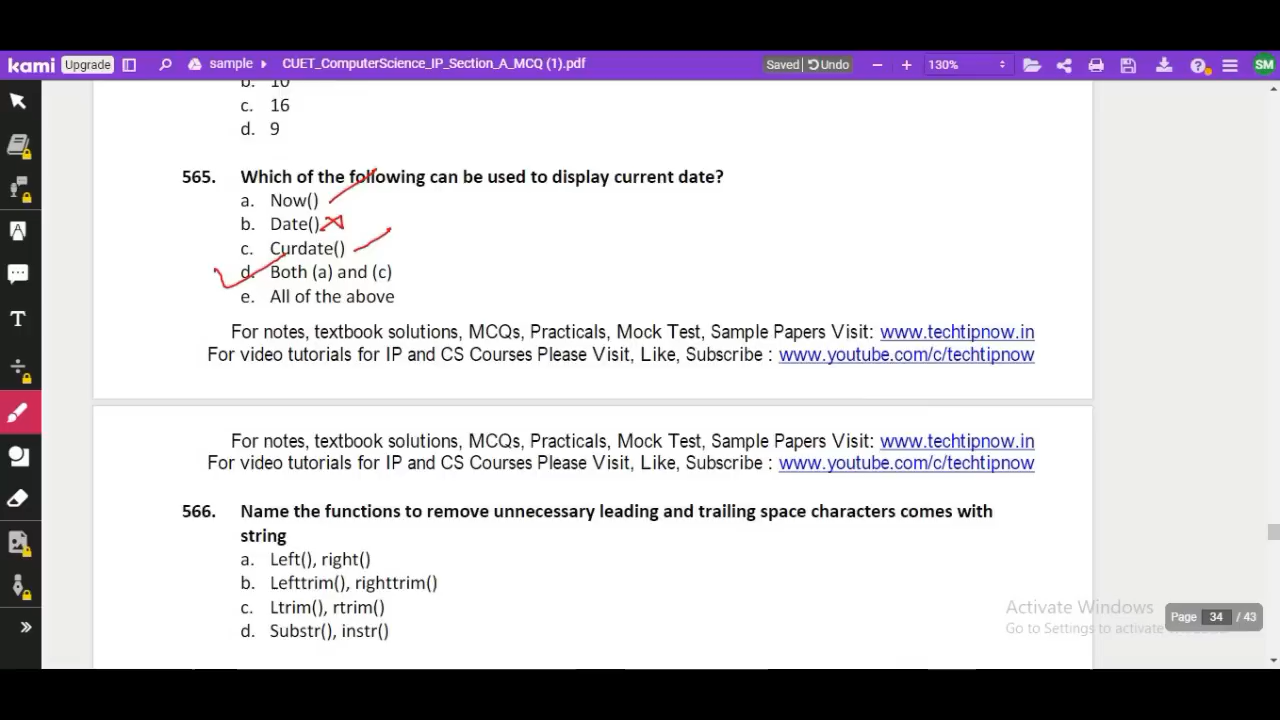 kami Upgrade sample CUET_ComputerScience_IP_Section_A_MCQ (1).pdf Saved Undo 130% SM
b. 10
c. 16
d. 9
565. Which of the following can be used to display current date?
a. Now()
b. Date()
c. Curdate()
d. Both (a) and (c)
e. All of the above
For notes, textbook solutions, MCQs, Practicals, Mock Test, Sample Papers Visit: www.techtipnow.in
For video tutorials for IP and CS Courses Please Visit, Like, Subscribe : www.youtube.com/c/techtipnow
For notes, textbook solutions, MCQs, Practicals, Mock Test, Sample Papers Visit: www.techtipnow.in
For video tutorials for IP and CS Courses Please Visit, Like, Subscribe : www.youtube.com/c/techtipnow
566. Name the functions to remove unnecessary leading and trailing space characters comes with
string
a. Left(), right()
b. Lefttrim(), righttrim()
c. Ltrim(), rtrim()
d. Substr(), instr()
Activate Windows
Go to Settings to activate
Page 34 / 43